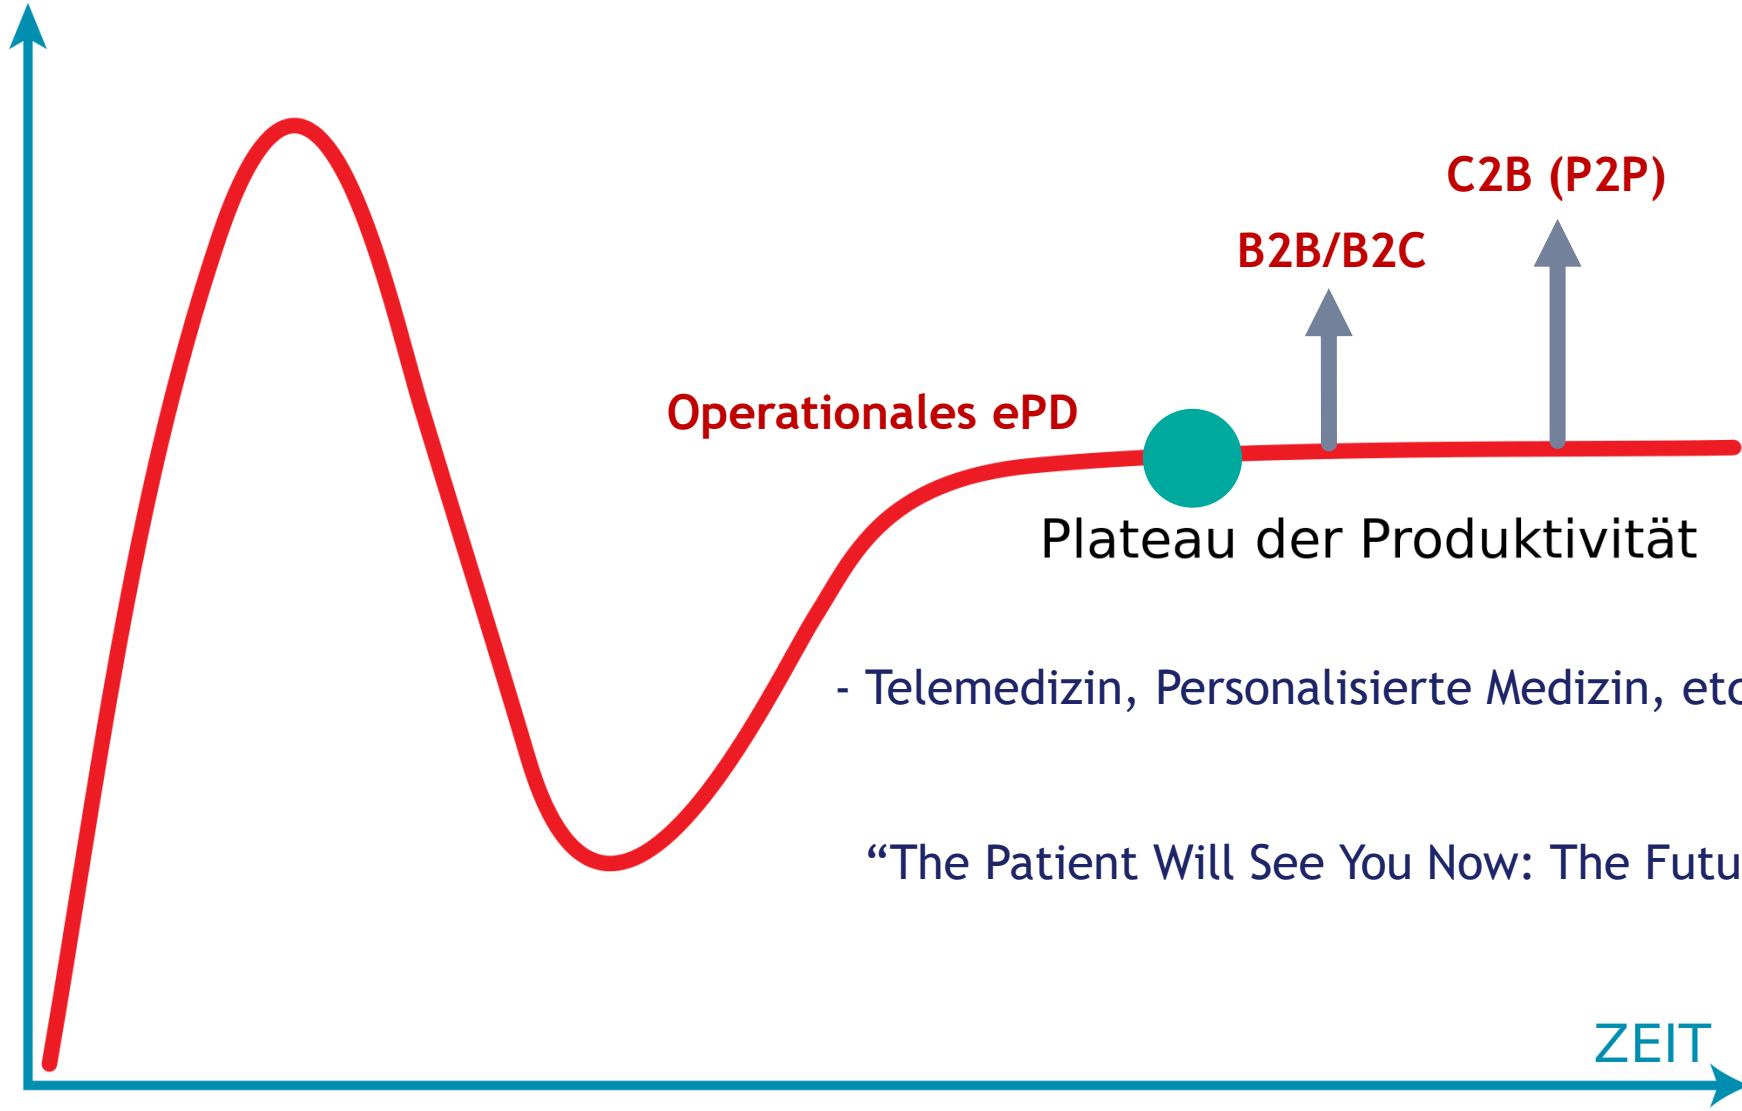 C2B (P2P)
B2B/B2C
Operationales ePD
Plateau der Produktivität
- Telemedizin, Personalisierte Medizin, etc
“The Patient Will See You Now: The Futu
ZEIT